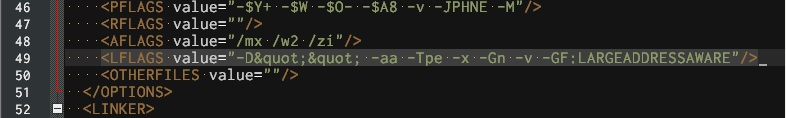 46 <PFLAGS value="-$Y+ -$W -$O- -$A8 -v -JPHNE -M"/>
47 <RFLAGS value=""/>
48 <AFLAGS value="/mx /w2 /zi"/>
49 <LFLAGS value="-D&quot;&quot; -aa -Tpe -x -Gn -v -GF:LARGEADDRESSAWARE"/>
50 <OTHERFILES value=""/>
51 </OPTIONS>
52 <LINKER>